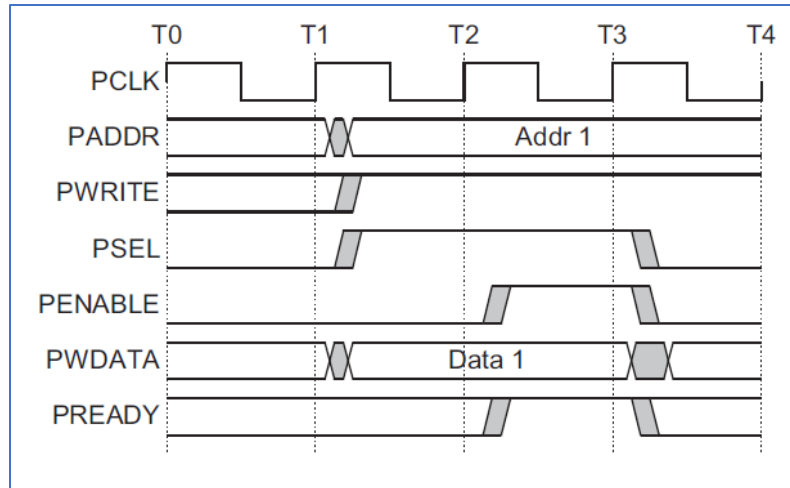 T0 T1 T2 T3 T4
PCLK
PADDR Addr 1
PWRITE
PSEL
PENABLE
PWDATA Data 1
PREADY